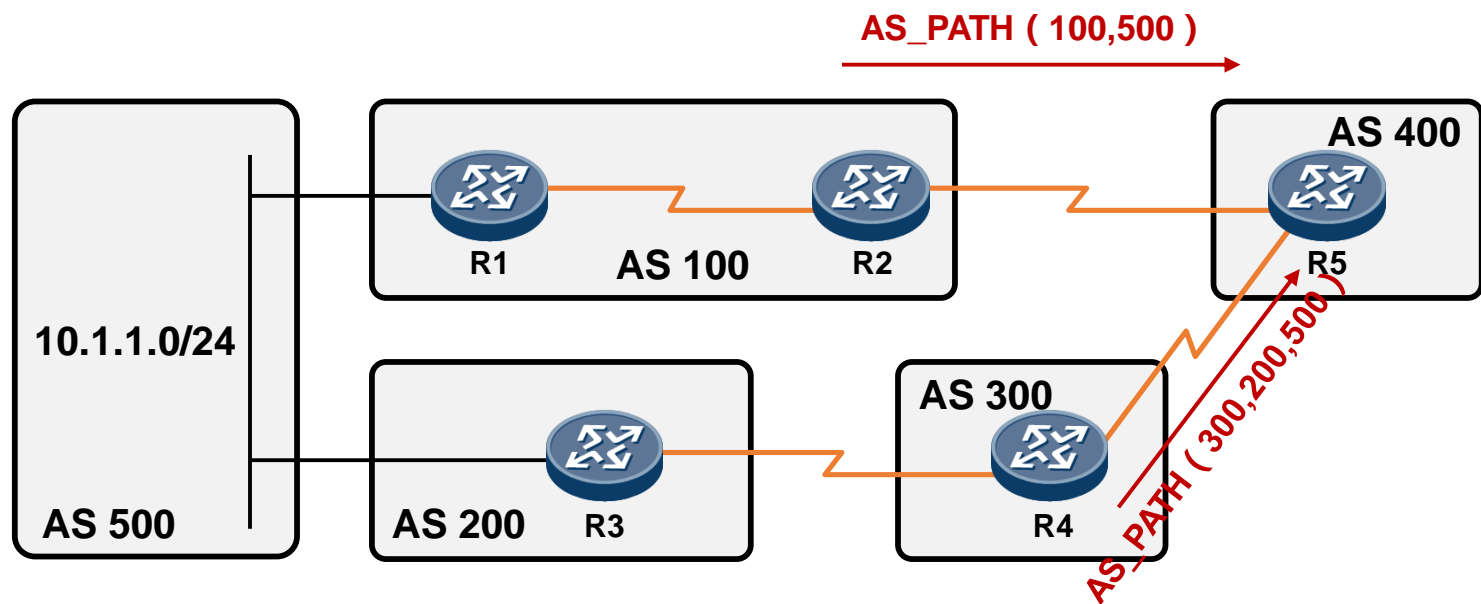 AS_PATH ( 100,500 )
AS 400
R1
AS 100
R2
R5
10.1.1.0/24
AS 300
AS_PATH ( 300,200,500 )
AS 500
AS 200
R3
R4